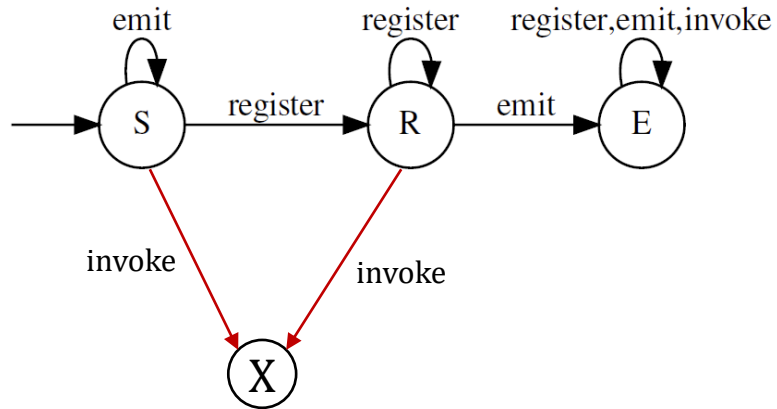 emit
register
register,emit,invoke
S
register
R
emit
E
invoke
invoke
X